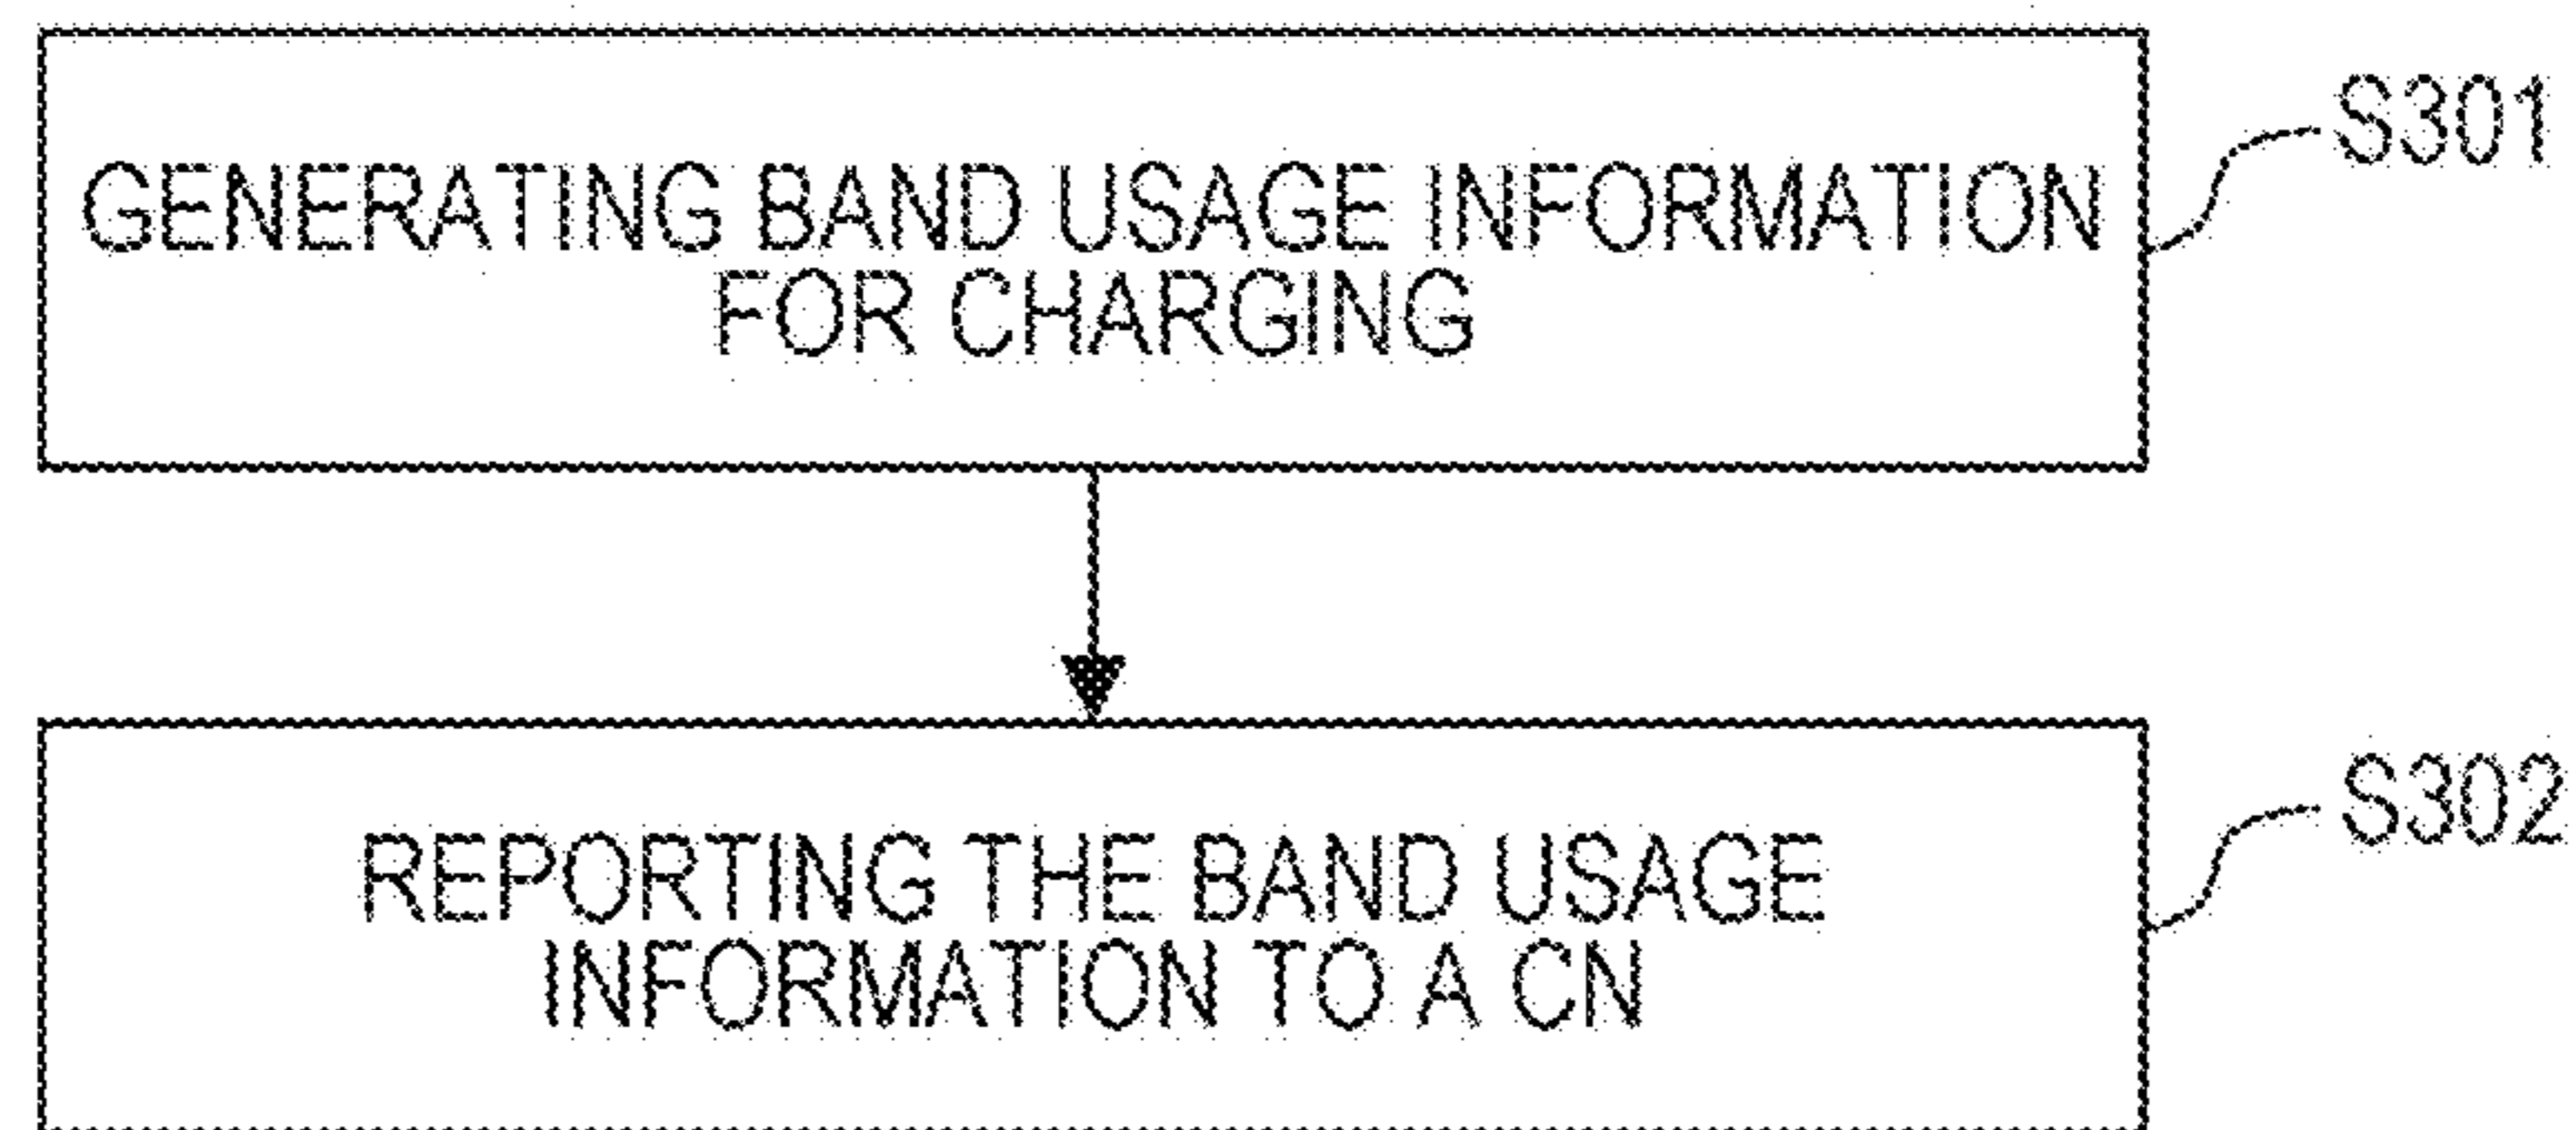 GENERATING BAND USAGE INFORMATION
FOR CHARGING
S301
REPORTING THE BAND USAGE
INFORMATION TO A CN
S302